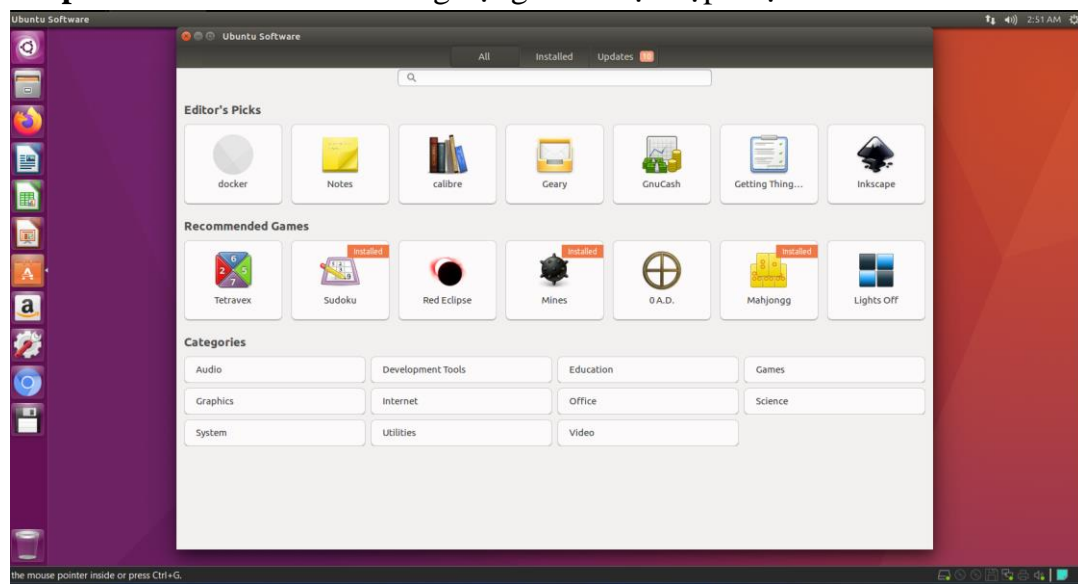 Ubuntu Software
2:51 AM
Ubuntu Software
All Installed Updates
Editor's Picks
docker Notes calibre Geary GnuCash Getting Thing... Inkscape
Recommended Games
Installed Installed Installed
Tetravex Sudoku Red Eclipse Mines 0 A.D. Mahjongg Lights Off
Categories
Audio Development Tools Education Games
Graphics Internet Office Science
System Utilities Video
the mouse pointer inside or press Ctrl+G.